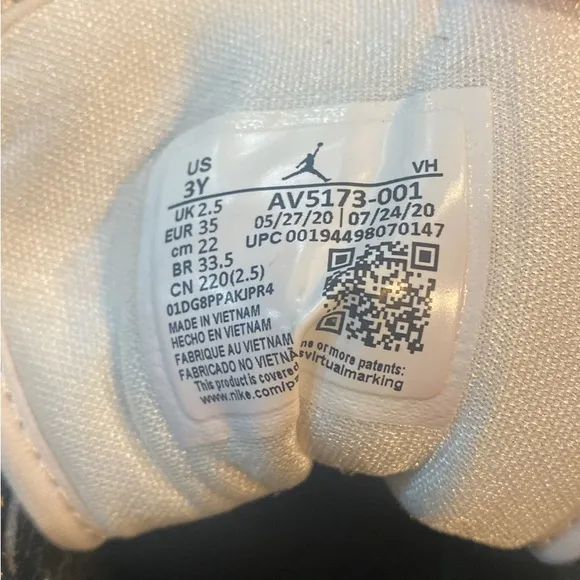 US
3Y
VH
UK 2.5
EUR 35
cm 22
BR 33.5
CN 220(2.5)
AV5173-001
05/27/20 | 07/24/20
UPC 00194498070147
01DG8PPAKJPR4
MADE IN VIETNAM
HECHO EN VIETNAM
FABRIQUE AU VIETNAM
FABRICADO NO VIETNA
This product is covered
me or more patents:
www.nike.com/p
svirtualmarking